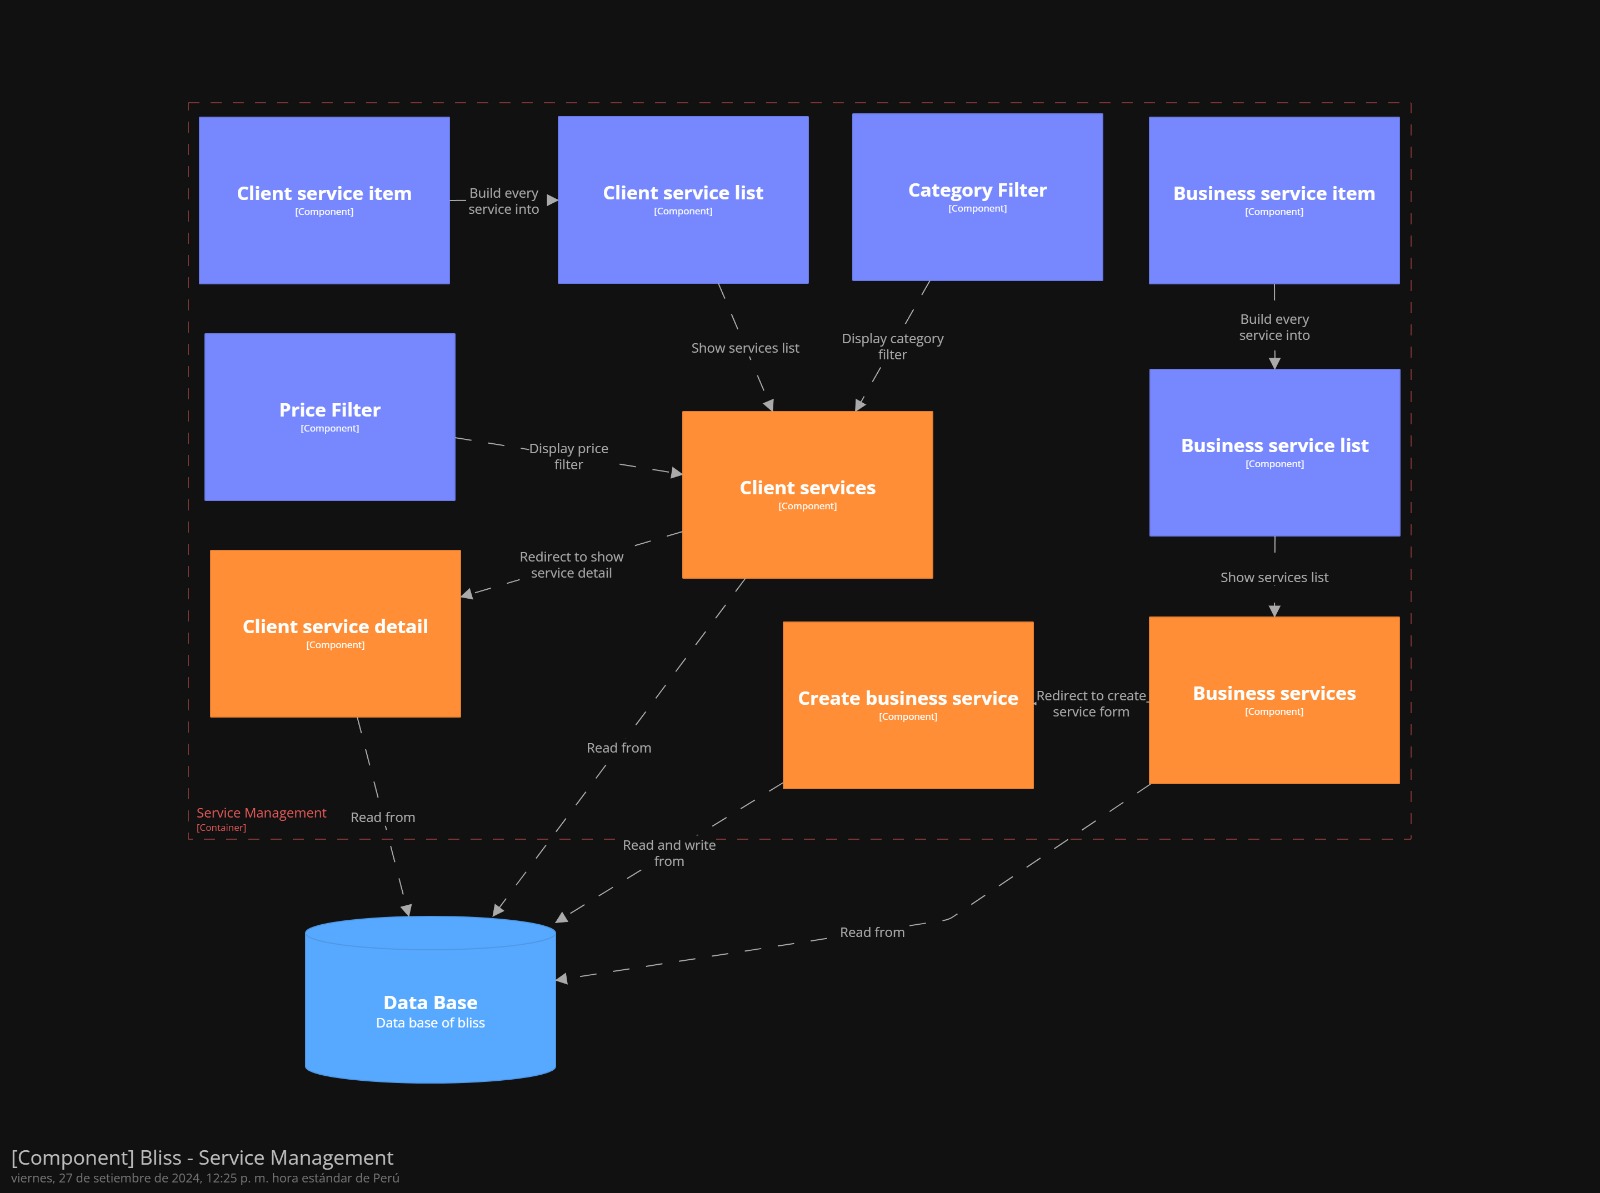 Client service item
[Component]
Build every
service into
Client service list
[Component]
Category Filter
[Component]
Business service item
[Component]
Build every
service into
Show services list
Display category
filter
Price Filter
[Component]
Display price
filter
Client services
[Component]
Business service list
[Component]
Redirect to show
service detail
Show services list
Client service detail
[Component]
Create business service
[Component]
Redirect to create
service form
Business services
[Component]
Read from
Service Management
[Container]
Read from
Read and write
from
Read from
Data Base
Data base of bliss
[Component] Bliss - Service Management
viernes, 27 de setiembre de 2024, 12:25 p. m. hora estándar de Perú